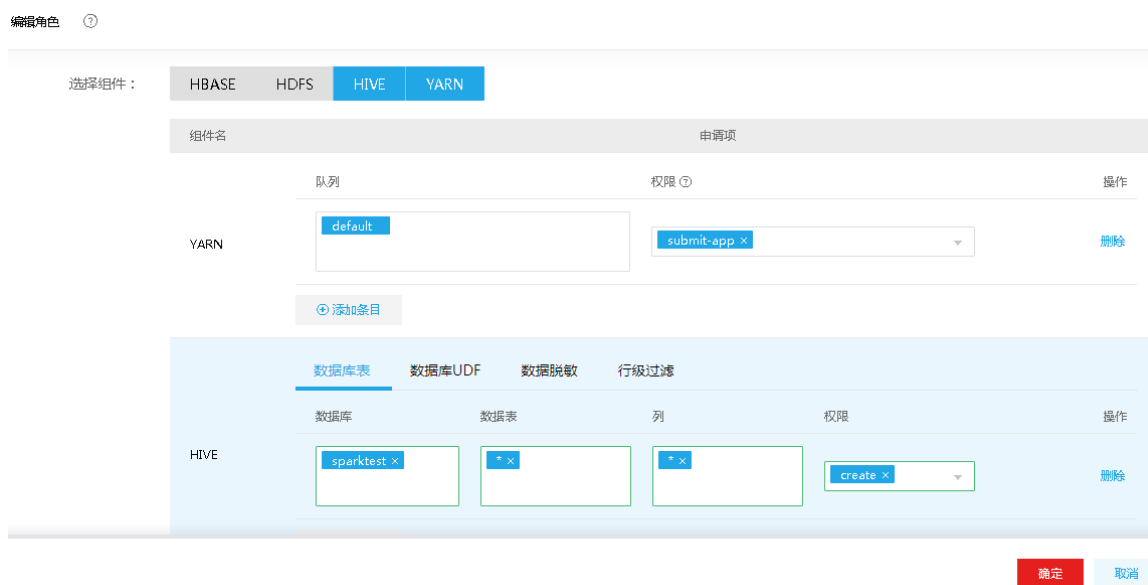 编辑角色 ?
选择组件： HBASE HDFS HIVE YARN
组件名 申请项
队列 权限 ? 操作
YARN default submit-app × 删除
添加条目
数据库表 数据库UDF 数据脱敏 行级过滤
数据库 数据表 列 权限 操作
HIVE sparktest × * × * × create × 删除
确定 取消